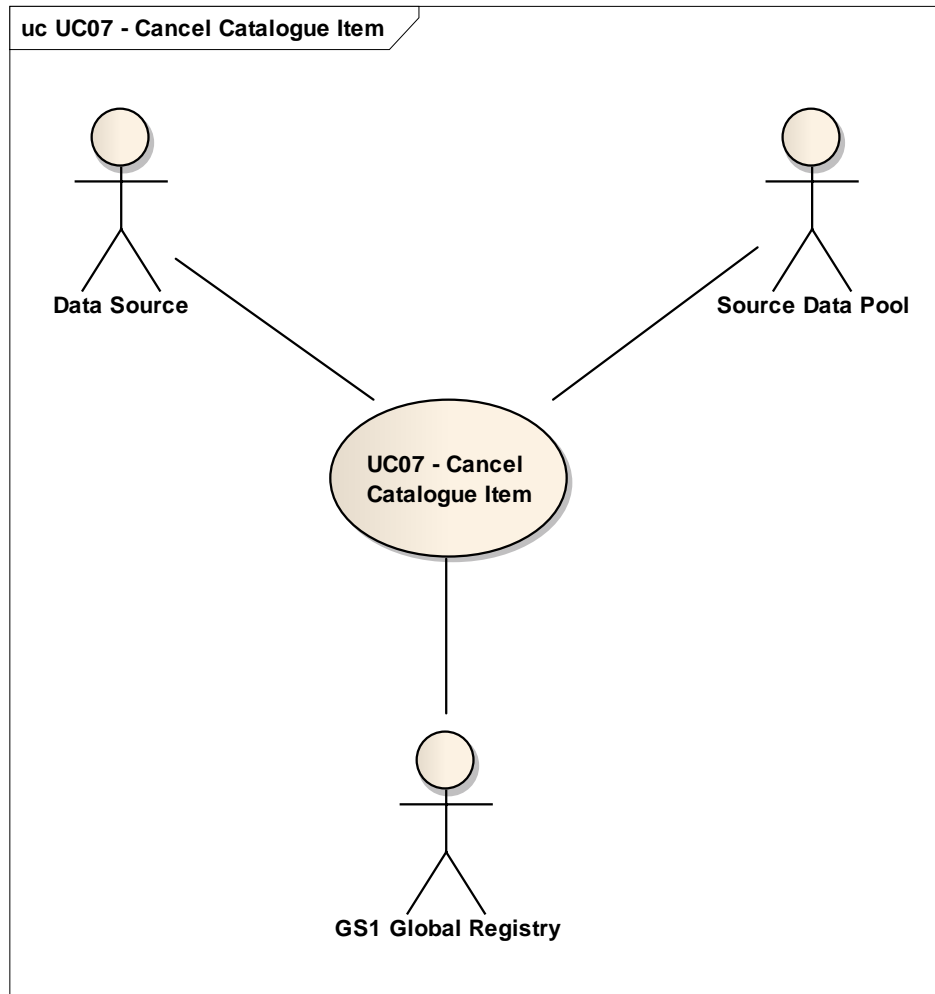 uc UC07 - Cancel Catalogue Item
Data Source
Source Data Pool
UC07 - Cancel
Catalogue Item
GS1 Global Registry